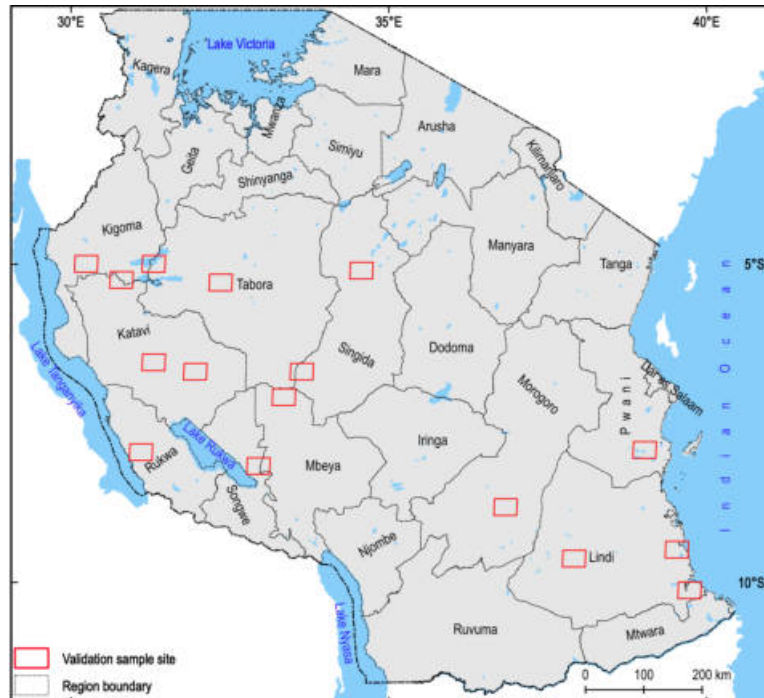 30°E 35°E 40°E
Lake Victoria
Kagera
Mara
Mwanza
Arusha
Geita
Simiyu
Kilimanjaro
Shinyanga
Kigoma
Manyara
Tanga
5°S
Tabora
Katavi
Singida
Dodoma
Lake Tanganyika
Morogoro
Pwani
Dar es Salaam
Indian Ocean
Rukwa
Lake Rukwa
Iringa
Mbeya
Songwe
Njombe
Lindi
10°S
Lake Nyasa
Ruvuma
Mtwara
Validation sample site
Region boundary
0 100 200 km